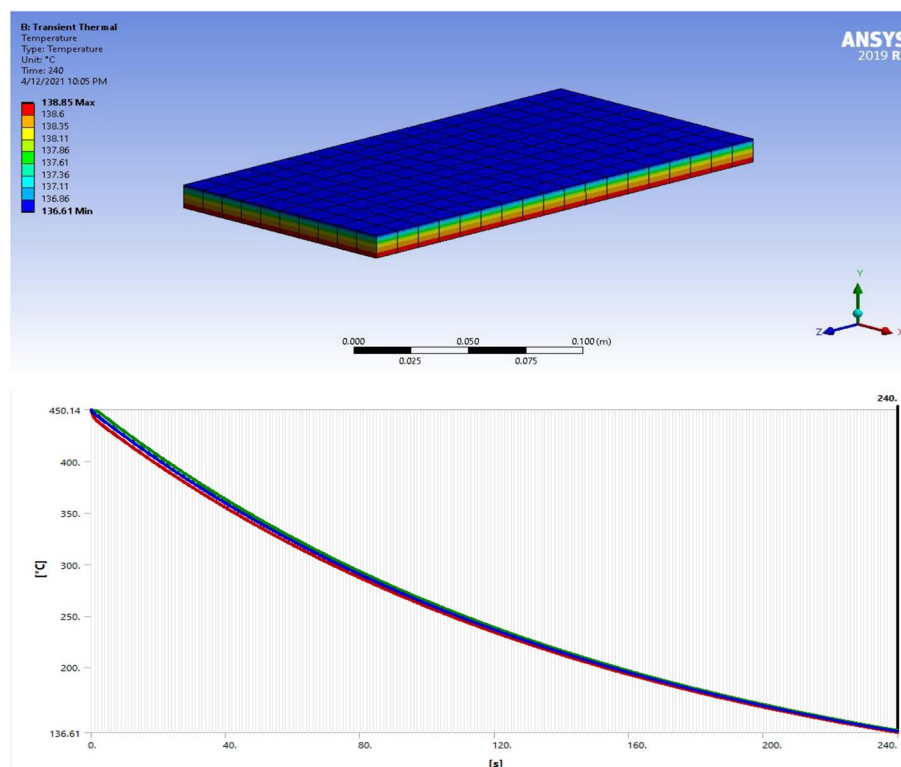 B: Transient Thermal
Temperature
Type: Temperature
Unit: °C
Time: 240
4/12/2021 10:05 PM
138.85 Max
138.6
138.35
138.11
137.86
137.61
137.36
137.11
136.86
136.61 Min
ANSYS
2019 R
Y
Z
X
0.000 0.050 0.100 (m)
0.025 0.075
240.
450.14
400.
350.
300.
250.
200.
136.61
[°C]
0. 40. 80. 120. 160. 200. 240.
[s]